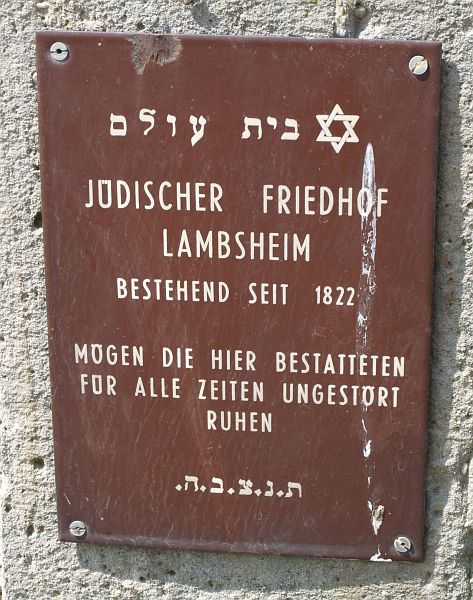 בית עולם
JÜDISCHER FRIEDHOF
LAMBSHEIM
BESTEHEND SEIT 1822
MÖGEN DIE HIER BESTATTETEN
FÜR ALLE ZEITEN UNGESTÖRT
RUHEN
ת.נ.צ.ב.ה.